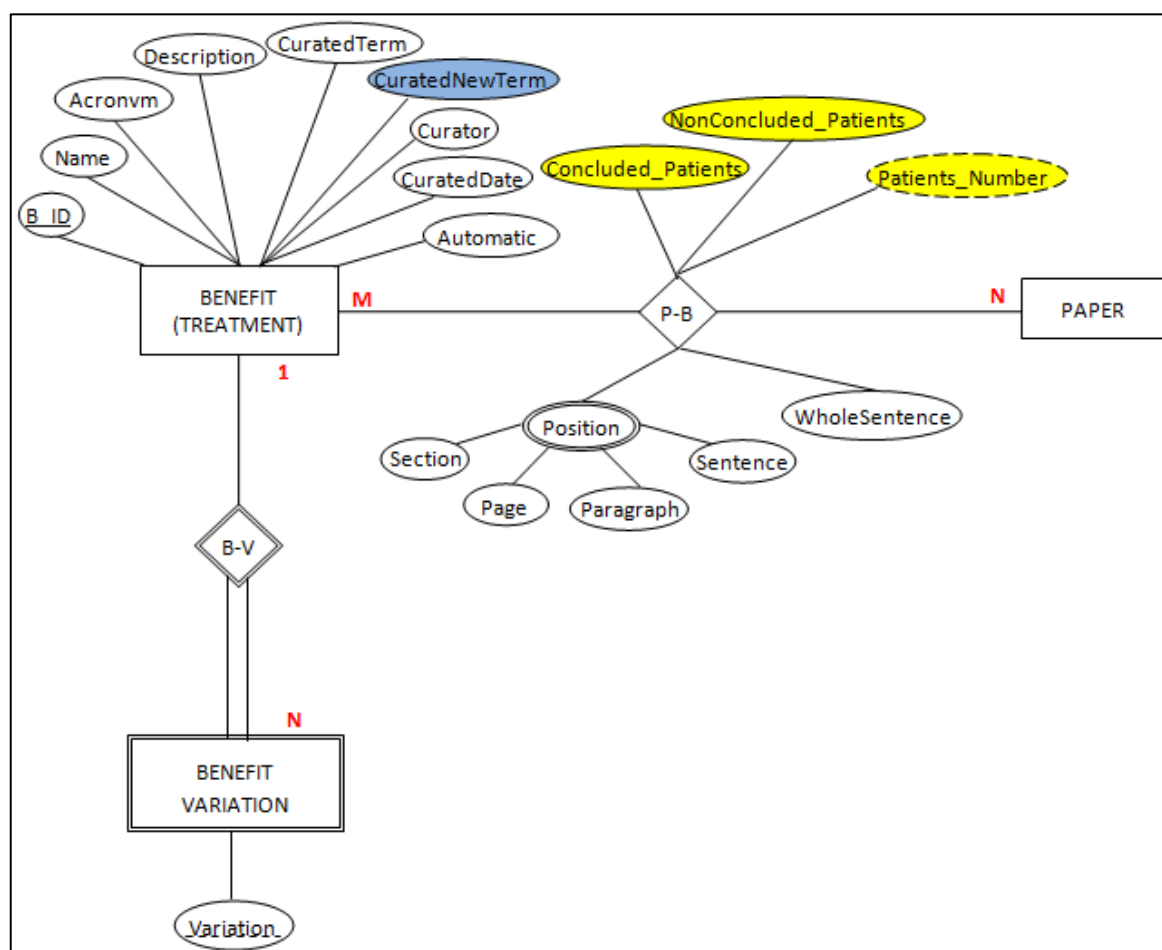 CuratedTerm
Description
CuratedNewTerm
Acronvm
NonConcluded_Patients
Curator
Name
Concluded_Patients
CuratedDate
Patients_Number
B_ID
Automatic
BENEFIT
(TREATMENT)
M
P-B
N
PAPER
1
WholeSentence
Position
Section
Sentence
Page
Paragraph
B-V
N
BENEFIT
VARIATION
Variation